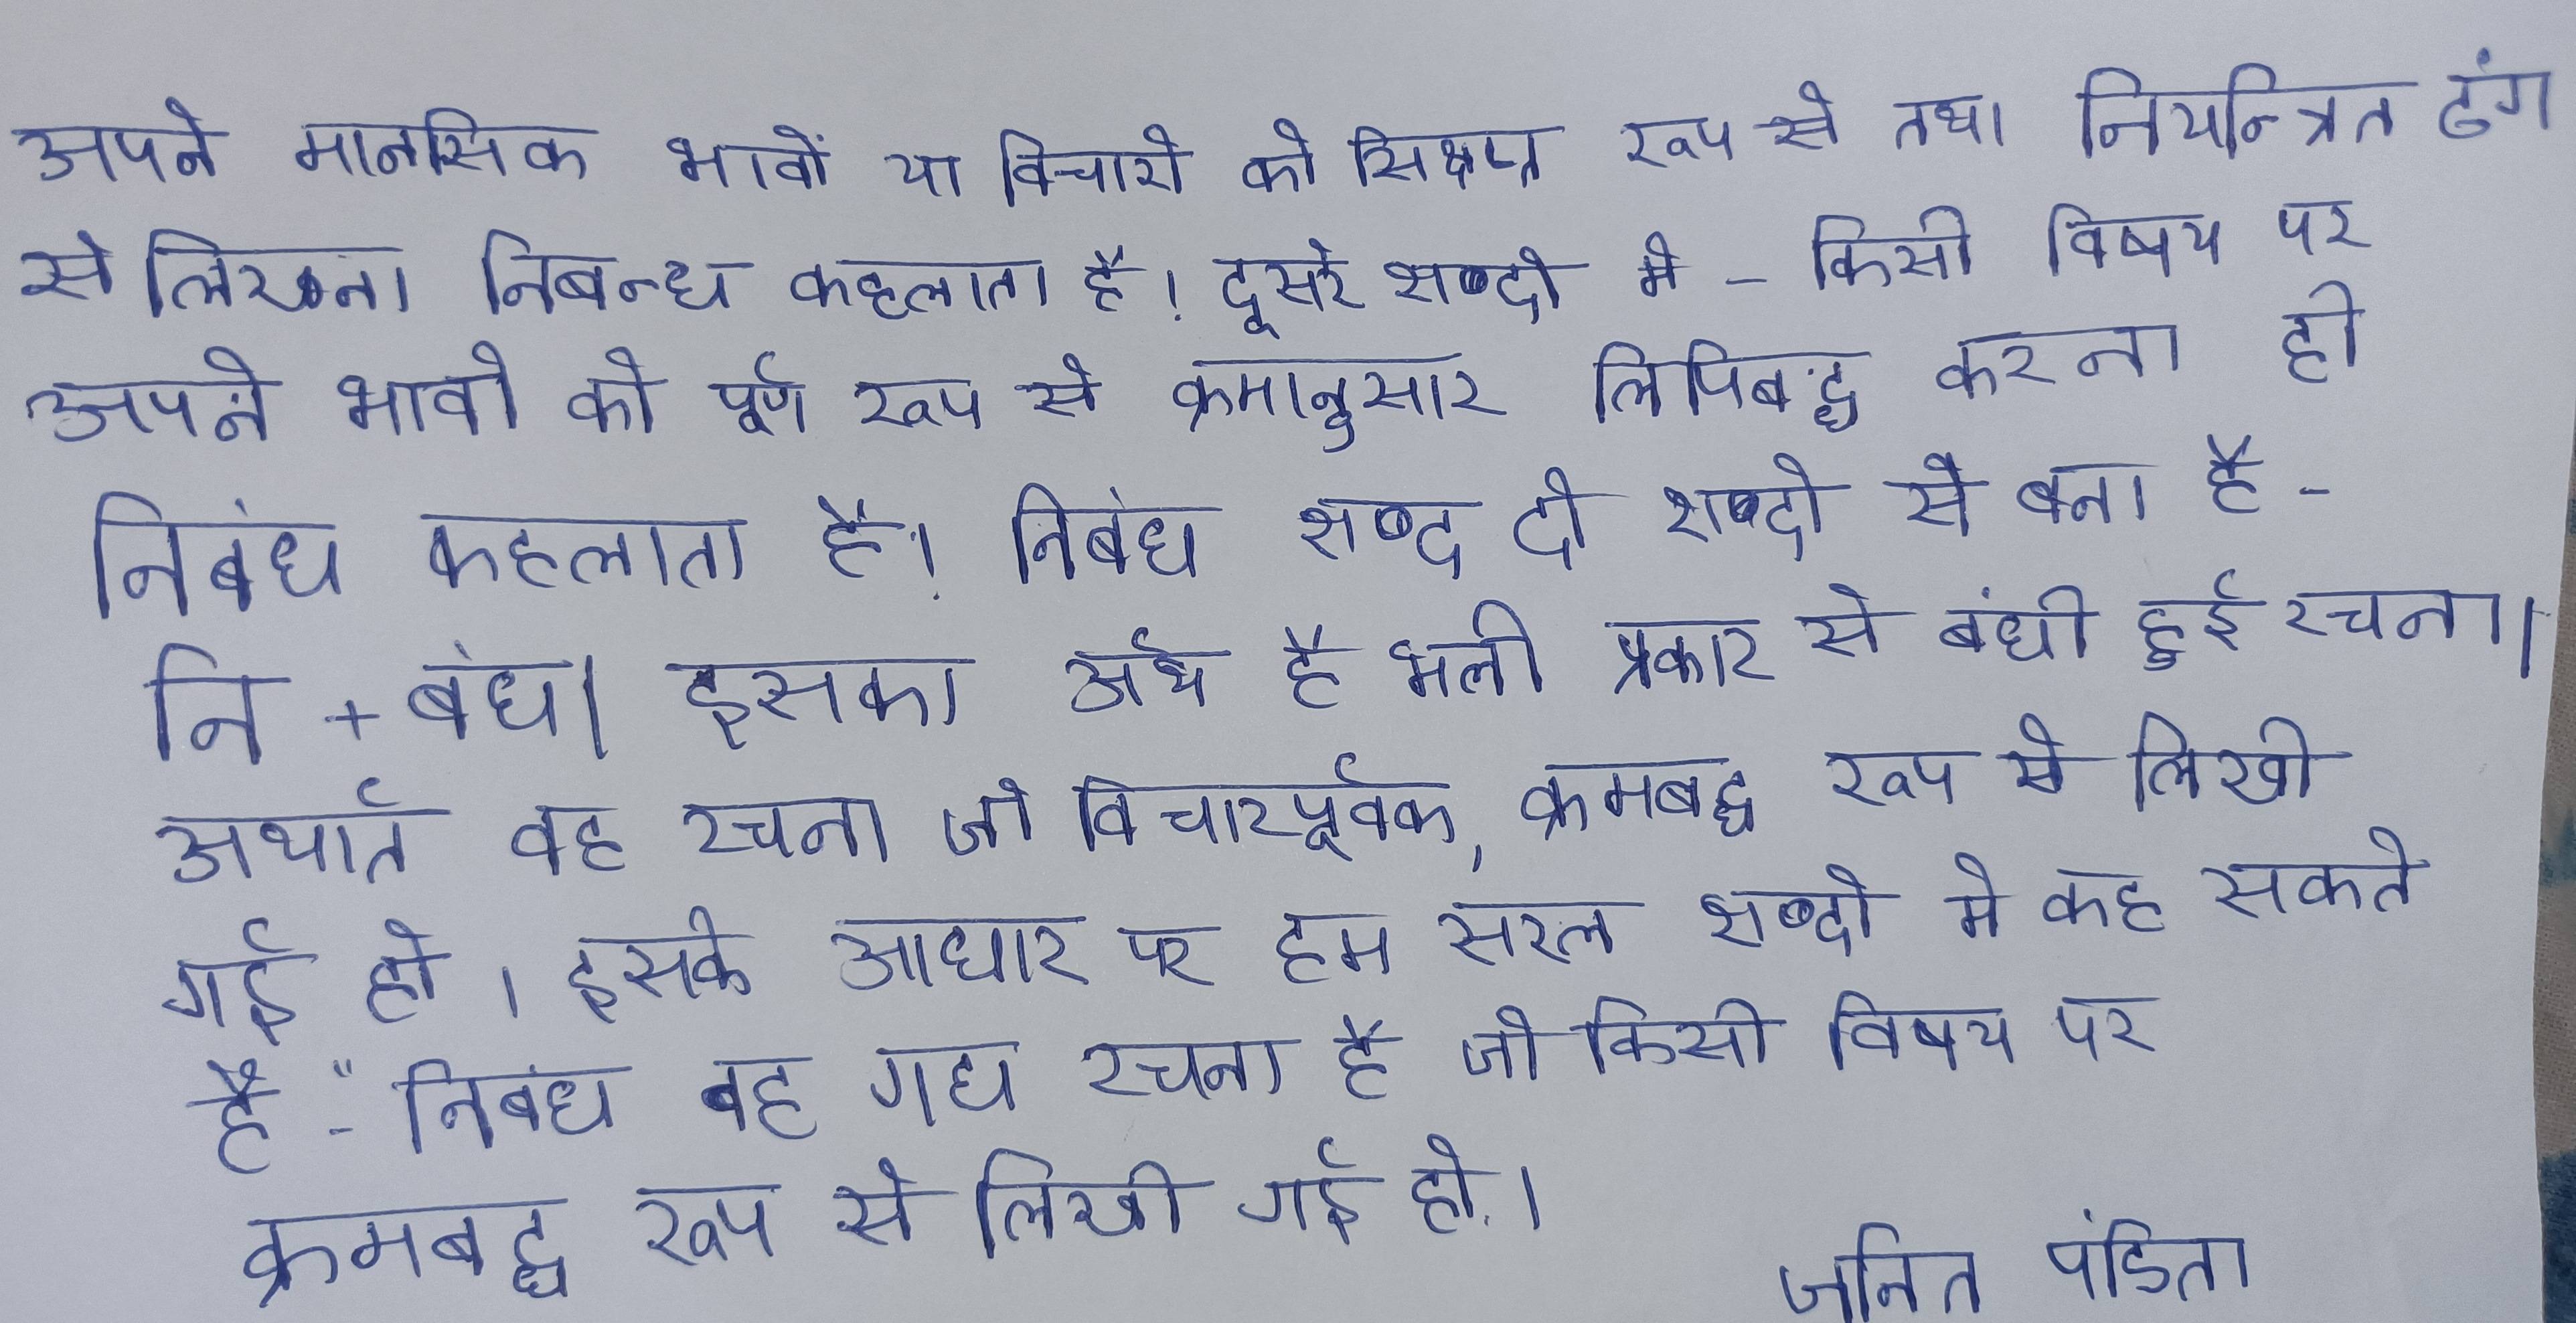 अपने मानसिक भावों या विचारो को सिक्षप्त रूप से तथा नियन्त्रित ढंग
से लिखना निबन्ध कहलाता है। दूसरे शब्दो मे - किसी विषय पर
अपने भावो को पूर्ण रूप से क्रमानुसार लिपिबद्ध करना ही
निबंध कहलाता है। निबंध शब्द दो शब्दो से बना है -
नि + बंध। इसका अर्थ है भली प्रकार से बंधी हुई रचना।
अथार्त वह रचना जो विचारपूर्वक, क्रमबद्ध रूप से लिखी
गई हो। इसके आधार पर हम सरल शब्दो मे कह सकते
है - "निबंध वह गद्य रचना है जो किसी विषय पर
क्रमबद्ध रूप से लिखी गई हो।
जनित पंडिता